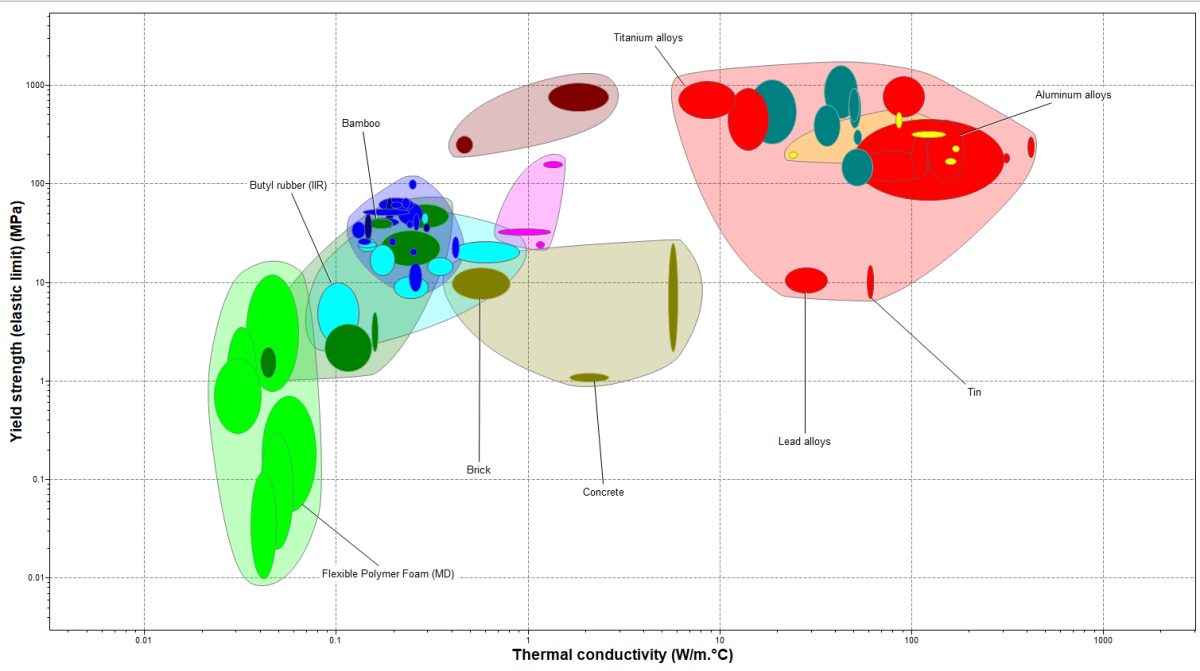 Titanium alloys
1000
Aluminum alloys
Bamboo
100
Butyl rubber (IIR)
10
Tin
1
Lead alloys
Brick
0.1
Concrete
Flexible Polymer Foam (MD)
0.01
Yield strength (elastic limit) (MPa)
0.01
0.1
1
10
100
1000
Thermal conductivity (W/m.°C)